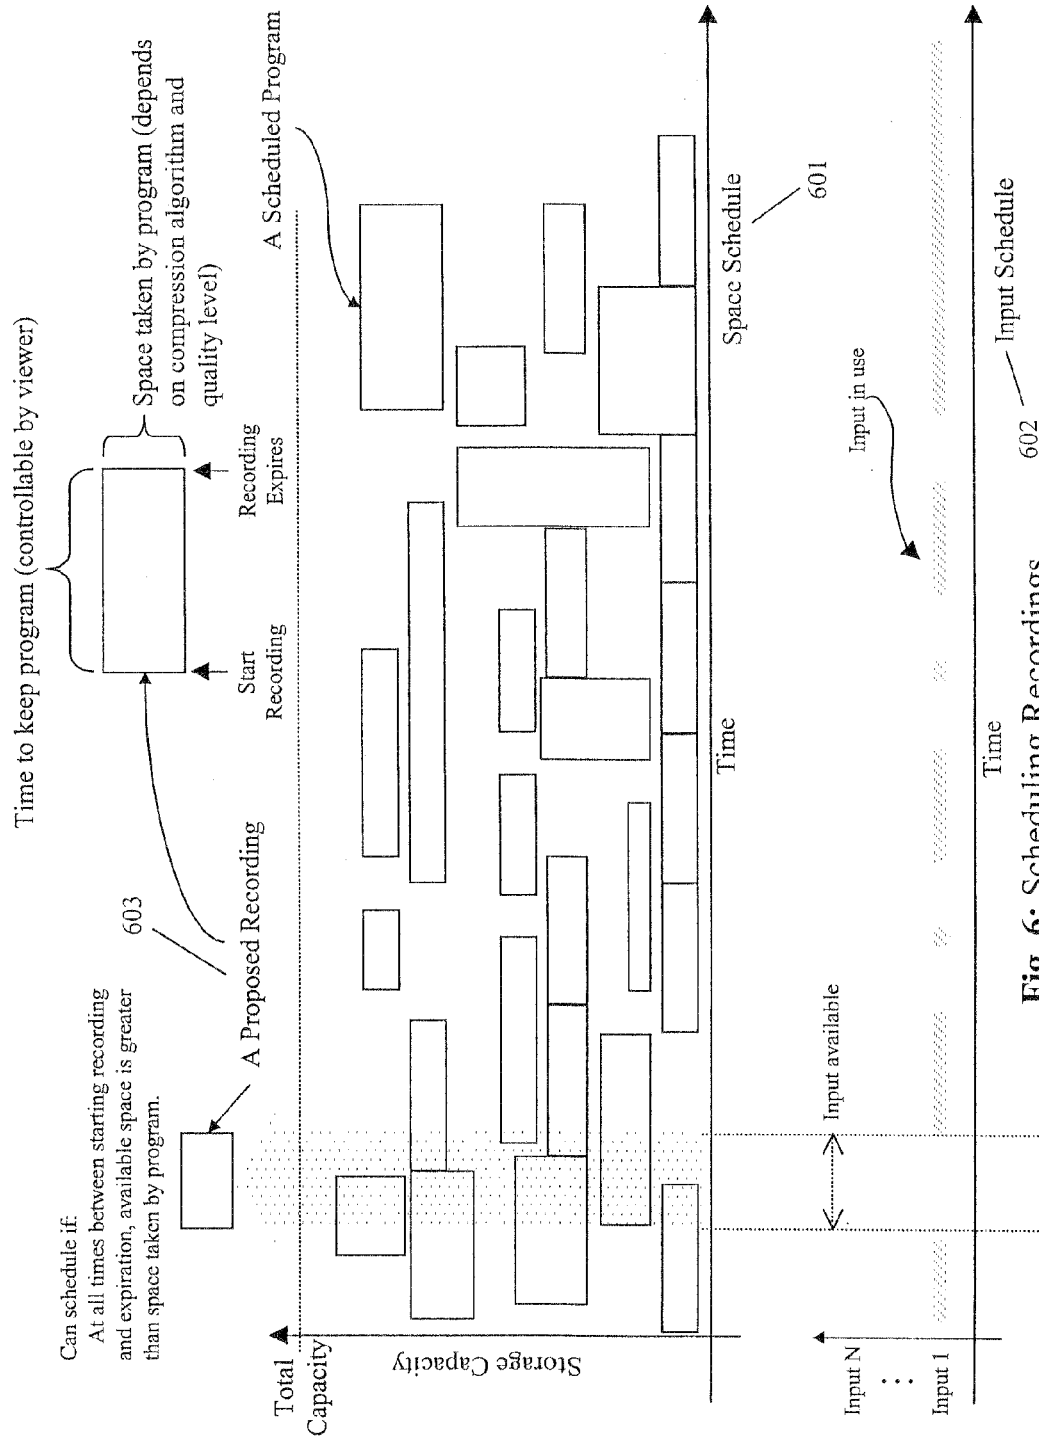 Time to keep program (controllable by viewer)
Can schedule if:
At all times between starting recording
and expiration, available space is greater
than space taken by program.
603
A Proposed Recording
Start
Recording
Recording
Expires
Space taken by program (depends
on compression algorithm and
quality level)
A Scheduled Program
Total
Capacity
Storage Capacity
Time
Space Schedule
601
Input N
Input 1
Input available
Input in use
Time
602
Input Schedule
Fig. 6: Scheduling Recordings